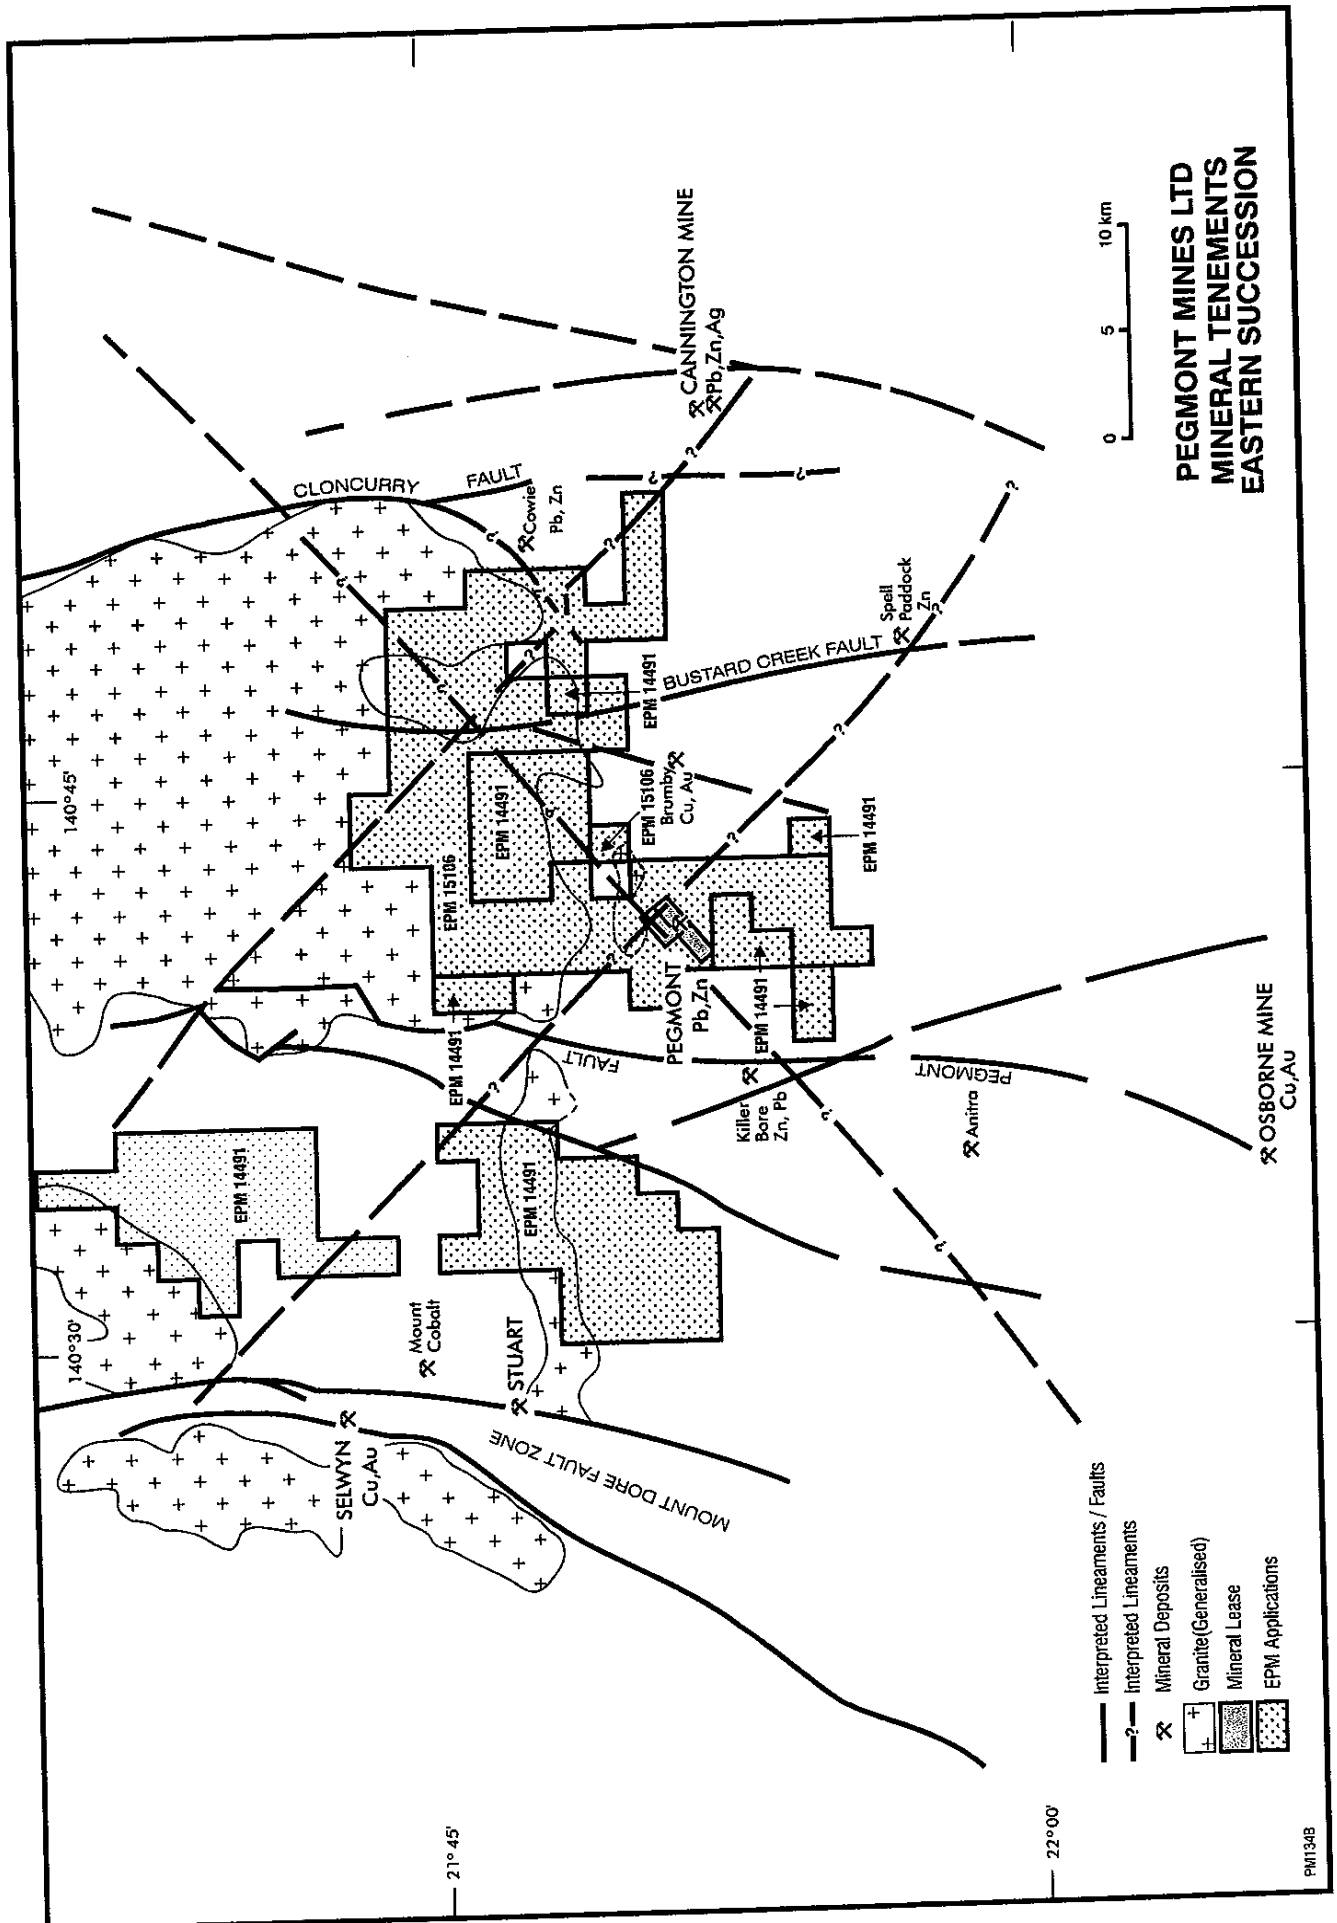 140°30'
140°45'
CLONCURRY
FAULT
EPM 14491
SELWYN
Cu,Au
Mount
Cobalt
STUART
MOUNT DORE FAULT ZONE
EPM 14491
EPM 14491
FAULT
EPM 15106
EPM 14491
Cowie
Pb, Zn
EPM 14491
EPM 15106
Brumby
Cu, Au
BUSTARD CREEK FAULT
CANNINGTON MINE
Pb,Zn,Ag
PEGMONT
Pb,Zn
EPM 14491
Killer
Bore
Zn, Pb
EPM 14491
Spell
Paddock
Zn
PEGMONT
Anitra
OSBORNE MINE
Cu,Au
21°45'
22°00'
0 5 10 km
PEGMONT MINES LTD
MINERAL TENEMENTS
EASTERN SUCCESSION
Interpreted Lineaments / Faults
? Interpreted Lineaments
Mineral Deposits
Granite(Generalised)
Mineral Lease
EPM Applications
PM134B